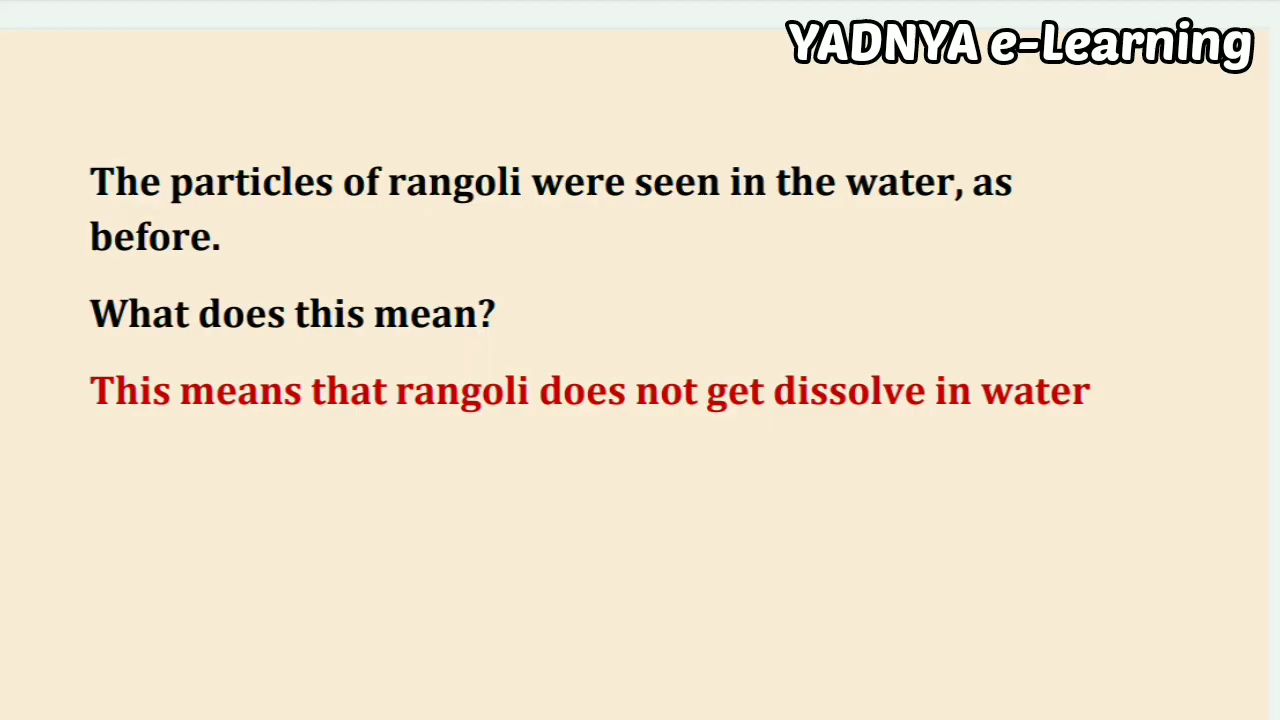 YADNYA e-Learning
The particles of rangoli were seen in the water, as
before.
What does this mean?
This means that rangoli does not get dissolve in water